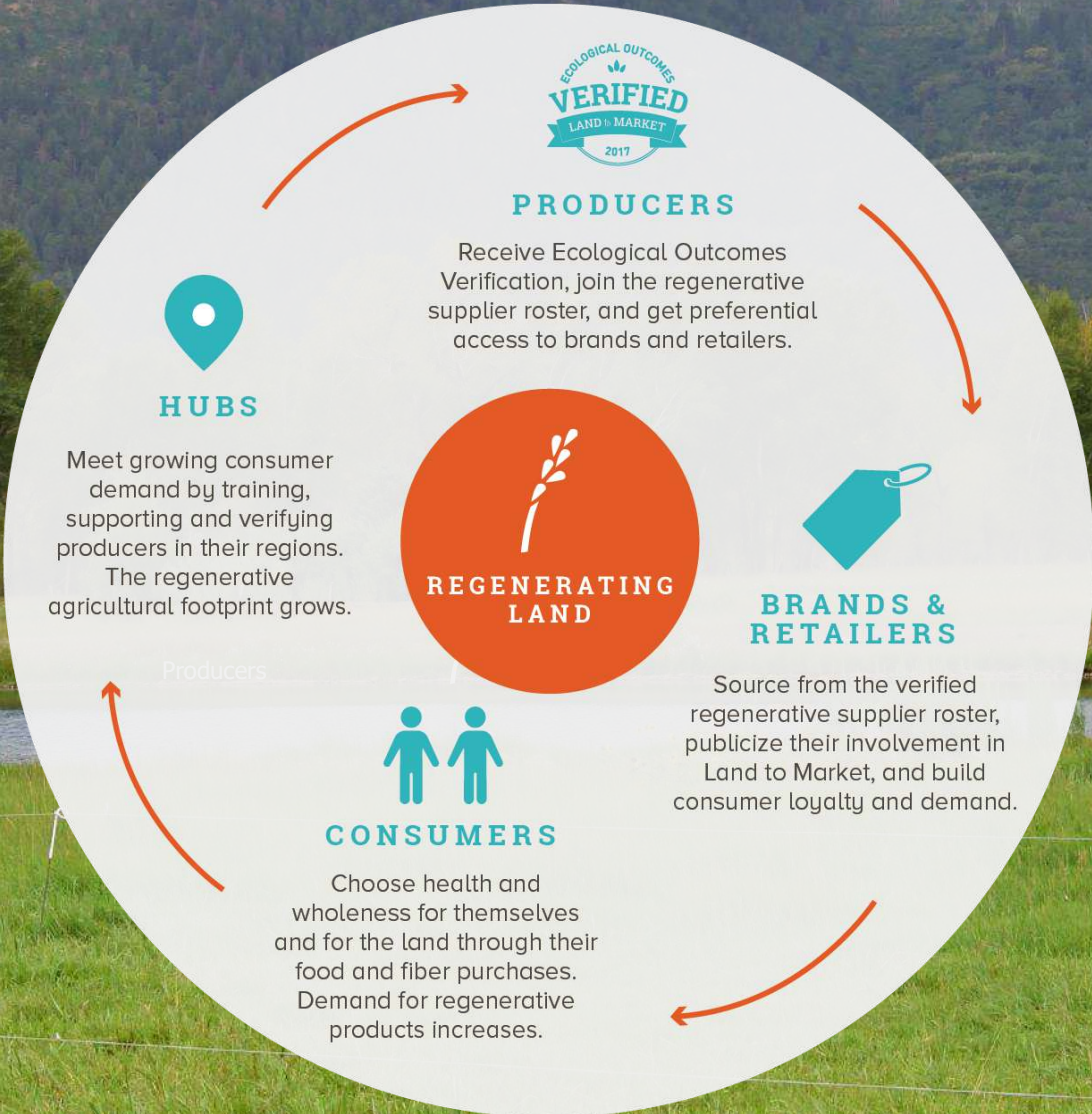 ECOLOGICAL OUTCOMES
VERIFIED
LAND to MARKET
2017
PRODUCERS
Receive Ecological Outcomes
Verification, join the regenerative
supplier roster, and get preferential
access to brands and retailers.
HUBS
Meet growing consumer
demand by training,
supporting and verifying
producers in their regions.
The regenerative
agricultural footprint grows.
REGENERATING
LAND
BRANDS &
RETAILERS
Source from the verified
regenerative supplier roster,
publicize their involvement in
Land to Market, and build
consumer loyalty and demand.
Producers
CONSUMERS
Choose health and
wholeness for themselves
and for the land through their
food and fiber purchases.
Demand for regenerative
products increases.